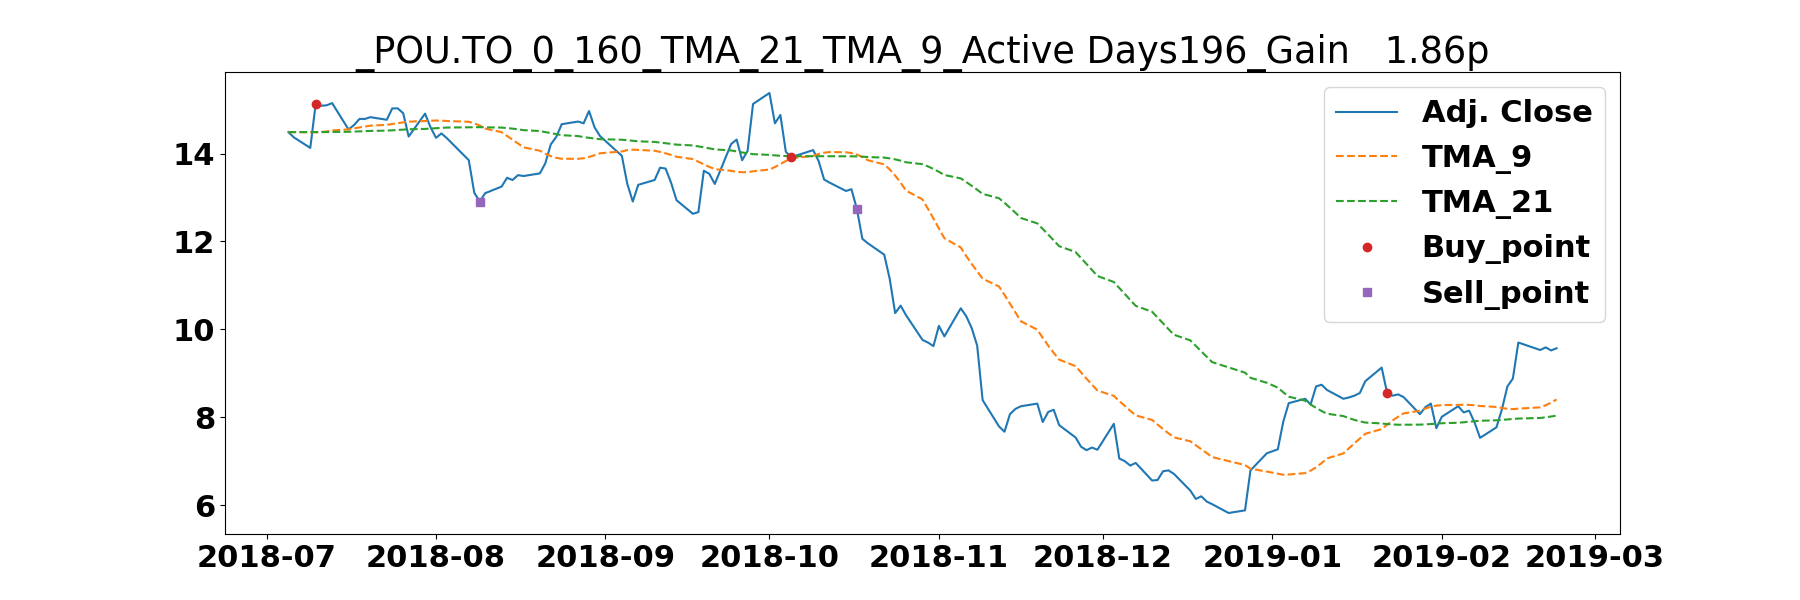 _POU.TO_0_160_TMA_21_TMA_9_Active Days196_Gain   1.86p
Adj. Close
TMA_9
TMA_21
Buy_point
Sell_point
14
12
10
8
6
2018-07 2018-08 2018-09 2018-10 2018-11 2018-12 2019-01 2019-02 2019-03